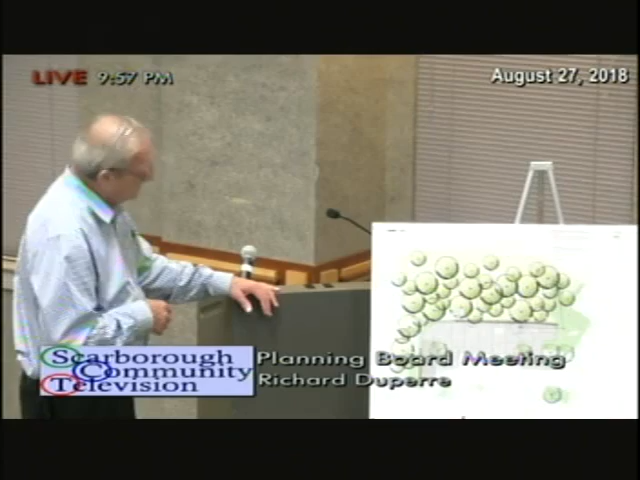 LIVE 9:57 PM
August 27, 2018
Scarborough
Community
Television
Planning Board Meeting
Richard Duperre